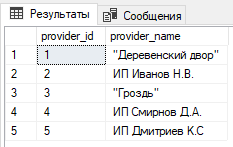 Результаты Сообщения
provider_id provider_name
1 1 "Деревенский двор"
2 2 ИП Иванов Н.В.
3 3 "Гроздь"
4 4 ИП Смирнов Д.А.
5 5 ИП Дмитриев К.С